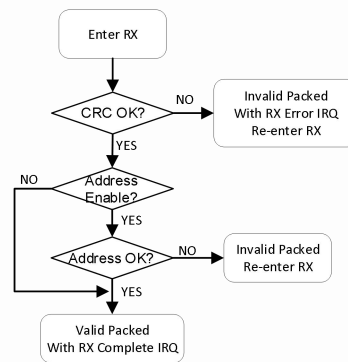 Enter RX
CRC OK?
NO
Invalid Packed
With RX Error IRQ
Re-enter RX
YES
NO
Address
Enable?
YES
Address OK?
NO
Invalid Packed
Re-enter RX
YES
Valid Packed
With RX Complete IRQ